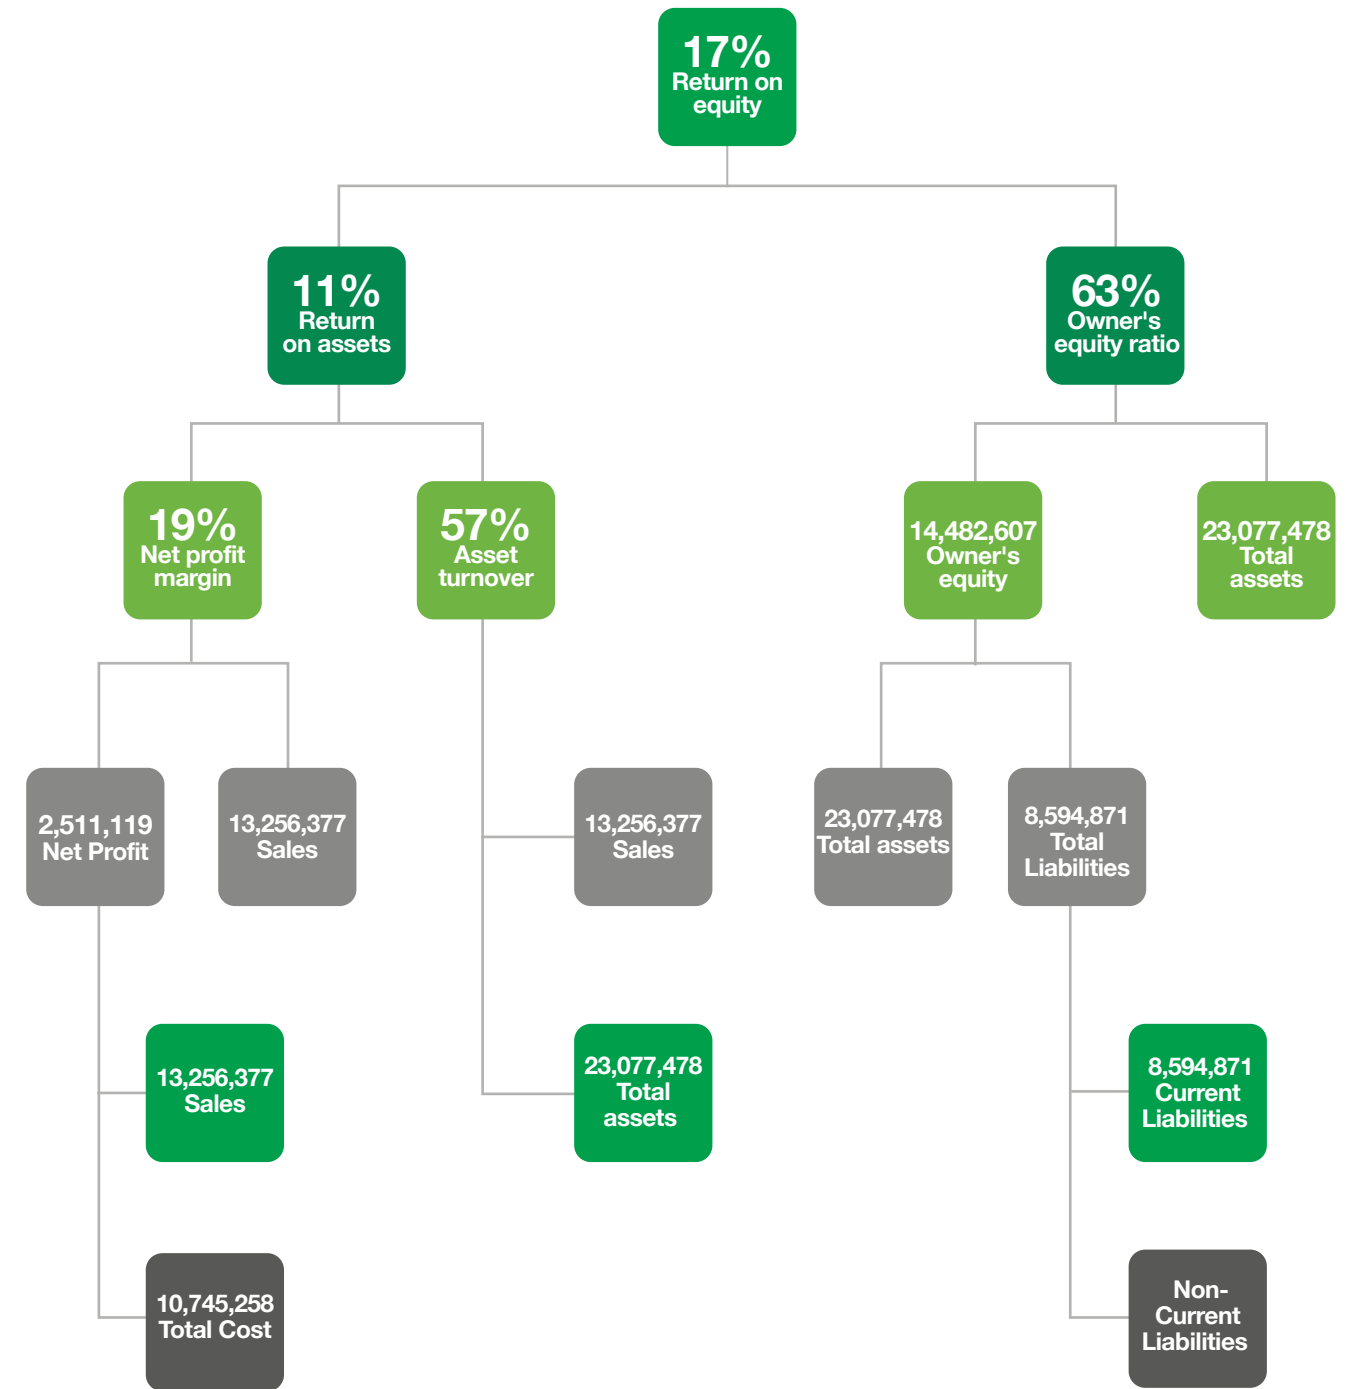 17%
Return on
equity
11%
Return
on assets
63%
Owner's
equity ratio
19%
Net profit
margin
57%
Asset
turnover
14,482,607
Owner's
equity
23,077,478
Total
assets
2,511,119
Net Profit
13,256,377
Sales
13,256,377
Sales
23,077,478
Total assets
8,594,871
Total
Liabilities
13,256,377
Sales
23,077,478
Total
assets
8,594,871
Current
Liabilities
10,745,258
Total Cost
Non-
Current
Liabilities